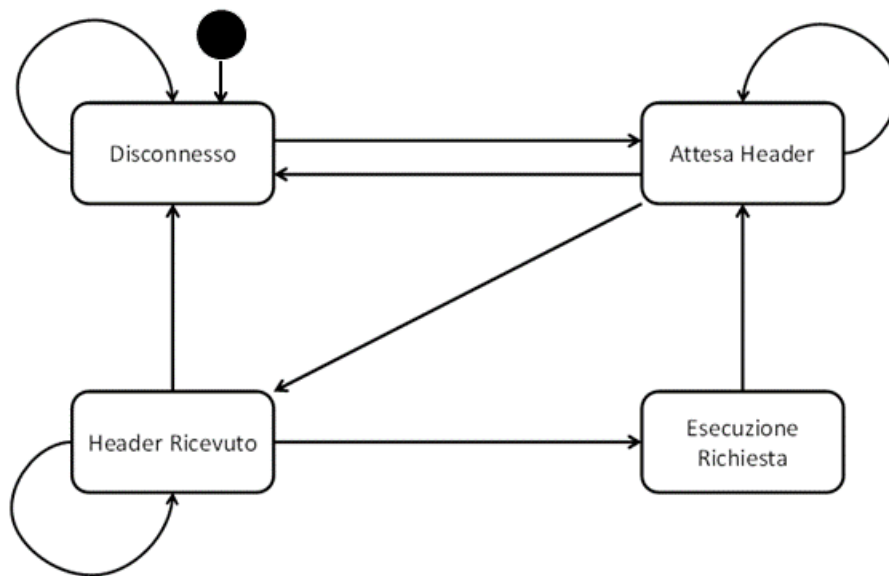 Disconnesso
Attesa Header
Header Ricevuto
Esecuzione
Richiesta